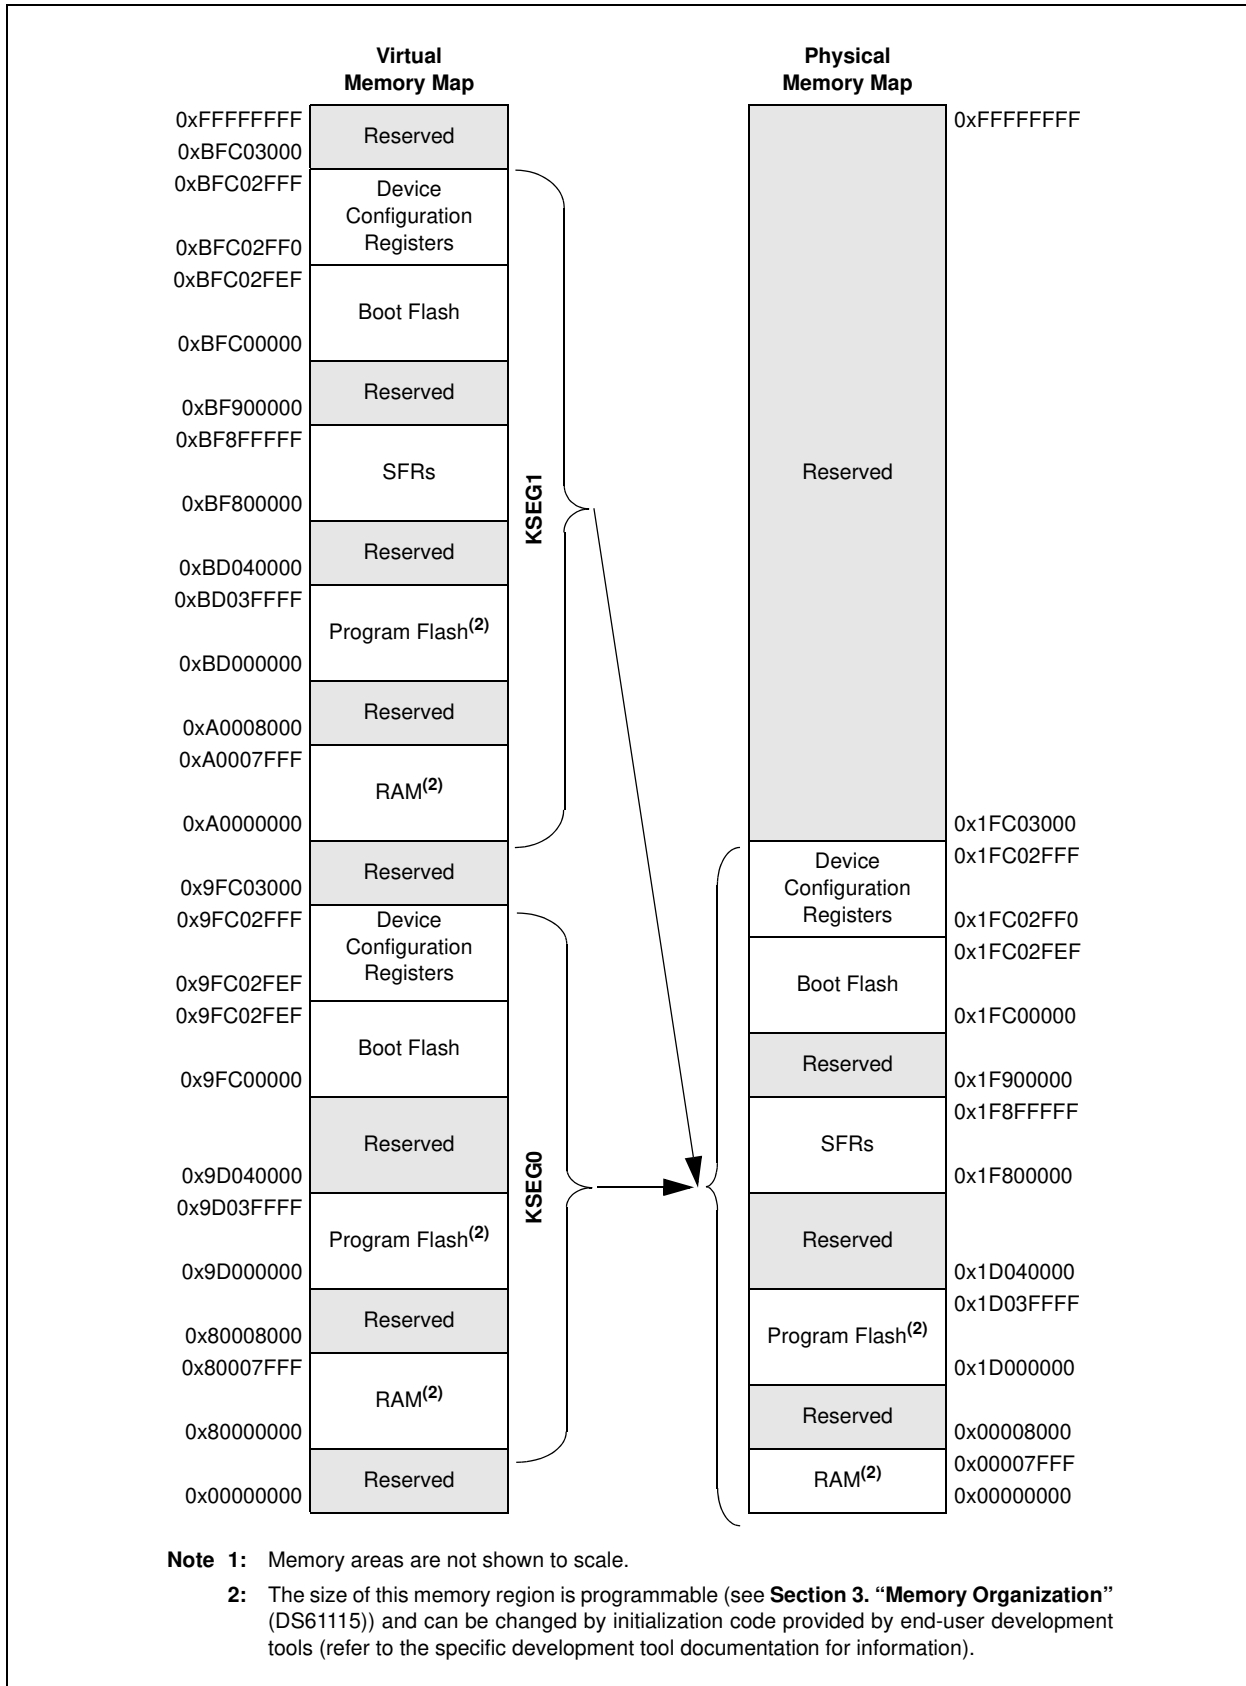 Virtual
Memory Map
0xFFFFFFFF
Reserved
0xBFC03000
0xBFC02FFF
Device
Configuration
Registers
0xBFC02FF0
0xBFC02FEF
Boot Flash
0xBFC00000
Reserved
0xBF900000
0xBF8FFFFF
SFRs
0xBF800000
Reserved
0xBD040000
0xBD03FFFF
Program Flash(2)
0xBD000000
Reserved
0xA0008000
0xA0007FFF
RAM(2)
0xA0000000
KSEG1
Reserved
0x9FC03000
0x9FC02FFF
Device
Configuration
Registers
0x9FC02FEF
0x9FC02FEF
Boot Flash
0x9FC00000
Reserved
0x9D040000
0x9D03FFFF
Program Flash(2)
0x9D000000
Reserved
0x80008000
0x80007FFF
RAM(2)
0x80000000
KSEG0
Reserved
0x00000000
Physical
Memory Map
0xFFFFFFFF
Reserved
0x1FC03000
0x1FC02FFF
Device
Configuration
Registers
0x1FC02FF0
0x1FC02FEF
Boot Flash
0x1FC00000
Reserved
0x1F900000
0x1F8FFFFF
SFRs
0x1F800000
Reserved
0x1D040000
0x1D03FFFF
Program Flash(2)
0x1D000000
Reserved
0x00008000
0x00007FFF
RAM(2)
0x00000000
Note 1: Memory areas are not shown to scale.
2: The size of this memory region is programmable (see Section 3. “Memory Organization”
(DS61115)) and can be changed by initialization code provided by end-user development
tools (refer to the specific development tool documentation for information).